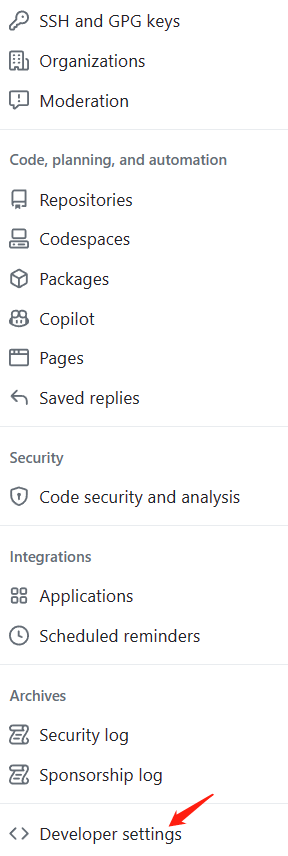 SSH and GPG keys
Organizations
Moderation
Code, planning, and automation
Repositories
Codespaces
Packages
Copilot
Pages
Saved replies
Security
Code security and analysis
Integrations
Applications
Scheduled reminders
Archives
Security log
Sponsorship log
Developer settings